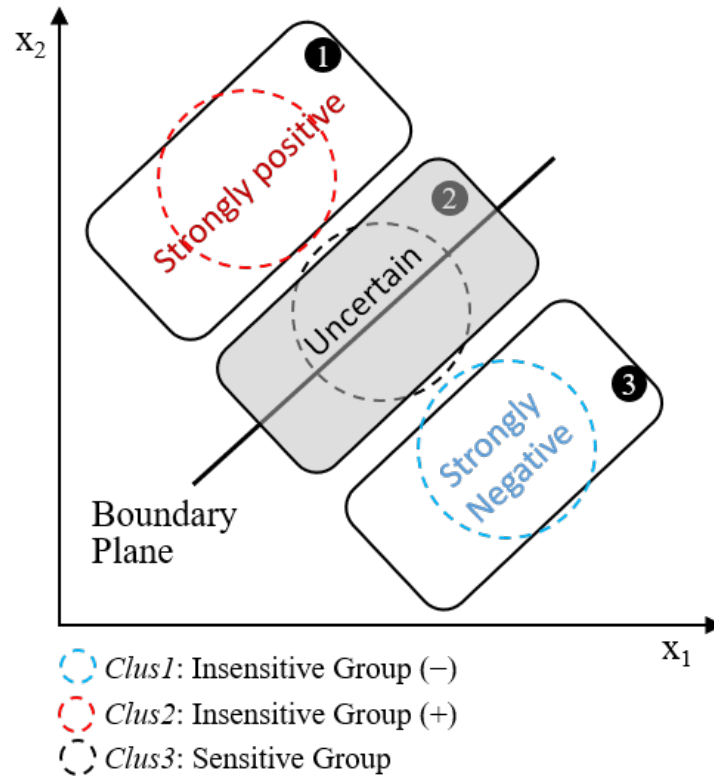 x2
1
Strongly positive
2
Uncertain
3
Strongly
Negative
Boundary
Plane
x1
Clus1: Insensitive Group (−)
Clus2: Insensitive Group (+)
Clus3: Sensitive Group